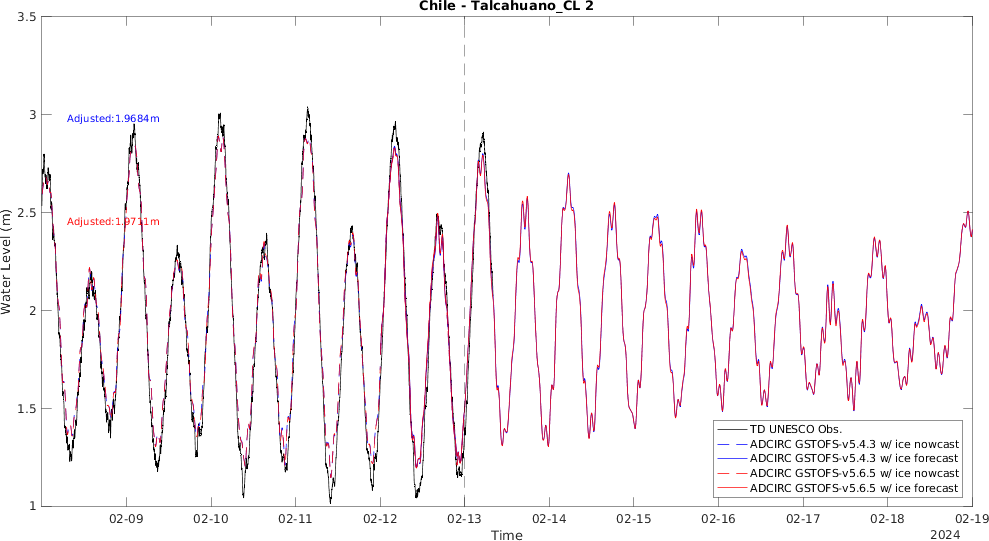 Chile - Talcahuano_CL 2
3.5
3
2.5
2
1.5
1
Water Level (m)
Adjusted:1.9684m
Adjusted:1.9711m
TD UNESCO Obs.
ADCIRC GSTOFS-v5.4.3 w/ ice nowcast
ADCIRC GSTOFS-v5.4.3 w/ ice forecast
ADCIRC GSTOFS-v5.6.5 w/ ice nowcast
ADCIRC GSTOFS-v5.6.5 w/ ice forecast
02-09 02-10 02-11 02-12 02-13 02-14 02-15 02-16 02-17 02-18 02-19
Time
2024